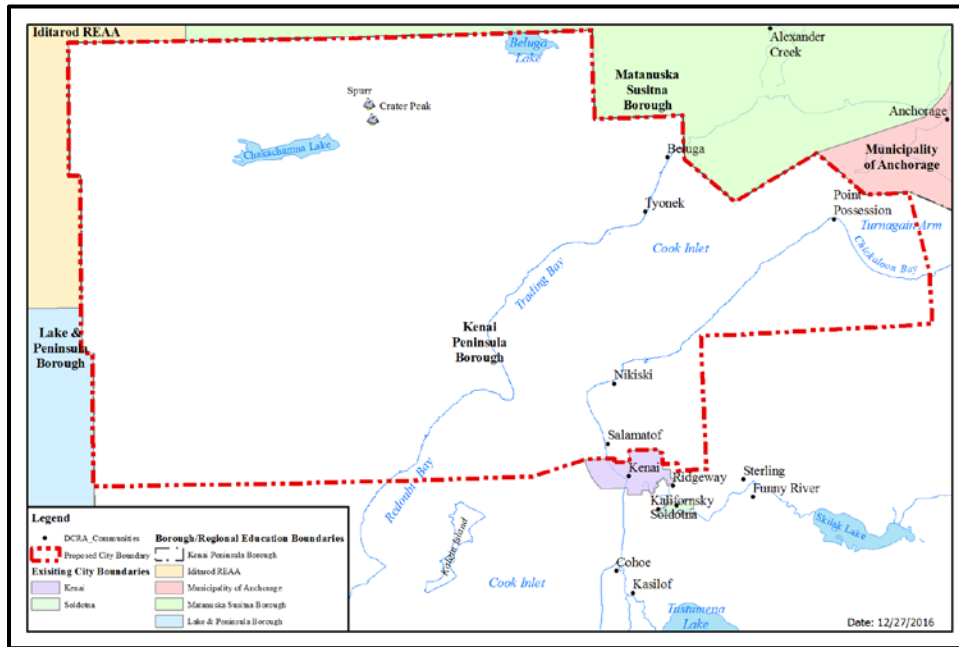 Iditarod REAA
Beluga
Lake
Alexander
Creek
Matanuska
Susitna
Borough
Spurr
Crater Peak
Anchorage
Municipality
of Anchorage
Chakachamna Lake
Beluga
Tyonek
Point
Possession
Turnagain Arm
Chickaloon Bay
Cook Inlet
Trading Bay
Kenai
Peninsula
Borough
Lake &
Peninsula
Borough
Nikiski
Salamatof
Kenai
Ridgeway
Sterling
Funny River
Kalifornsky
Soldotna
Skilak Lake
Redoubt Bay
Kalgin Island
Cook Inlet
Cohoe
Kasilof
Tustumena
Lake
Legend
DCRA_Communities
Proposed City Boundary
Exisiting City Boundaries
Kenai
Soldotna
Borough/Regional Education Boundaries
Kenai Peninsula Borough
Iditarod REAA
Municipality of Anchorage
Matanuska Susitna Borough
Lake & Peninsula Borough
Date: 12/27/2016